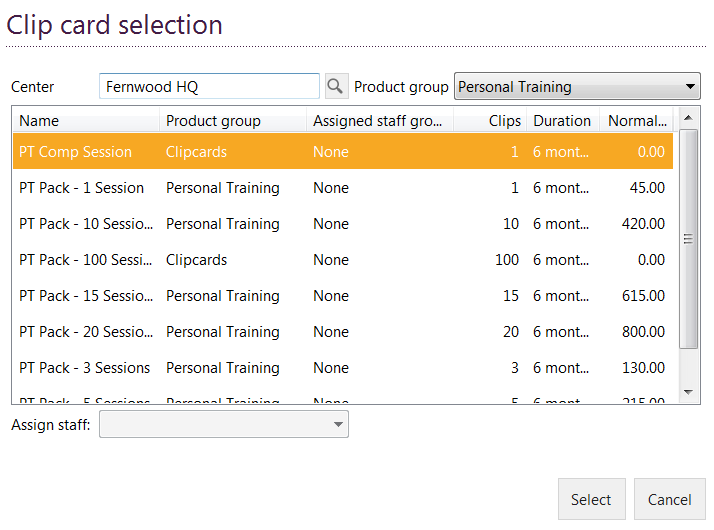 Clip card selection
Center Fernwood HQ Product group Personal Training
Name Product group Assigned staff gro... Clips Duration Normal...
PT Comp Session Clipcards None 1 6 mont... 0.00
PT Pack - 1 Session Personal Training None 1 6 mont... 45.00
PT Pack - 10 Sessio... Personal Training None 10 6 mont... 420.00
PT Pack - 100 Sessi... Clipcards None 100 6 mont... 0.00
PT Pack - 15 Sessio... Personal Training None 15 6 mont... 615.00
PT Pack - 20 Sessio... Personal Training None 20 6 mont... 800.00
PT Pack - 3 Sessions Personal Training None 3 6 mont... 130.00
PT Pack - 5 Sessions Personal Training None 5 6 mont... 215.00
Assign staff:
Select Cancel